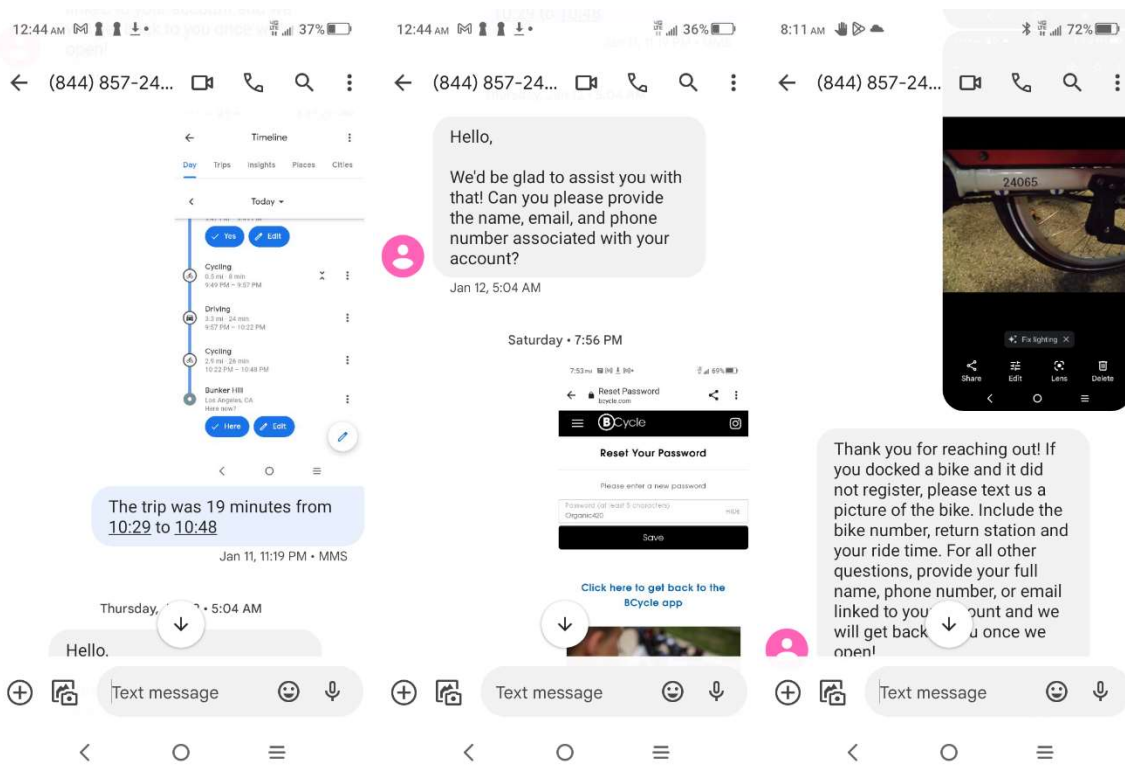 12:44 AM
37%
(844) 857-24...
Timeline
Day Trips Insights Places Cities
Today
Yes Edit
Cycling
0.5 mi · 8 min
9:49 PM – 9:57 PM
Driving
3.3 mi · 24 min
9:57 PM – 10:22 PM
Cycling
2.9 mi · 26 min
10:22 PM – 10:48 PM
Bunker Hill
Los Angeles, CA
Here now?
Here Edit
The trip was 19 minutes from
10:29 to 10:48
Jan 11, 11:19 PM • MMS
Thursday, • 5:04 AM
Hello,
Text message
12:44 AM
36%
(844) 857-24...
Hello,
We'd be glad to assist you with
that! Can you please provide
the name, email, and phone
number associated with your
account?
Jan 12, 5:04 AM
Saturday • 7:56 PM
7:53 PM
69%
Reset Password
bcycle.com
BCycle
Reset Your Password
Please enter a new password
Password (at least 5 characters)
Organic420
HIDE
Save
Click here to get back to the
BCycle app
Text message
8:11 AM
72%
(844) 857-24...
24065
Fix lighting
Share Edit Lens Delete
Thank you for reaching out! If
you docked a bike and it did
not register, please text us a
picture of the bike. Include the
bike number, return station and
your ride time. For all other
questions, provide your full
name, phone number, or email
linked to your account and we
will get back once we
open!
Text message